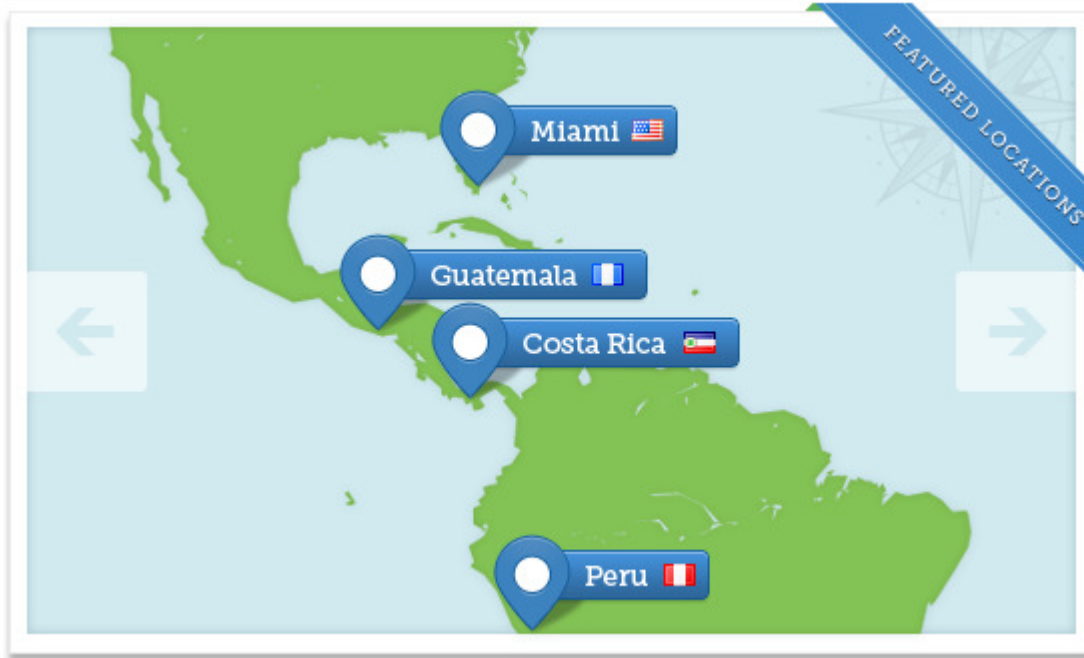 FEATURED LOCATIONS
Miami
Guatemala
Costa Rica
Peru